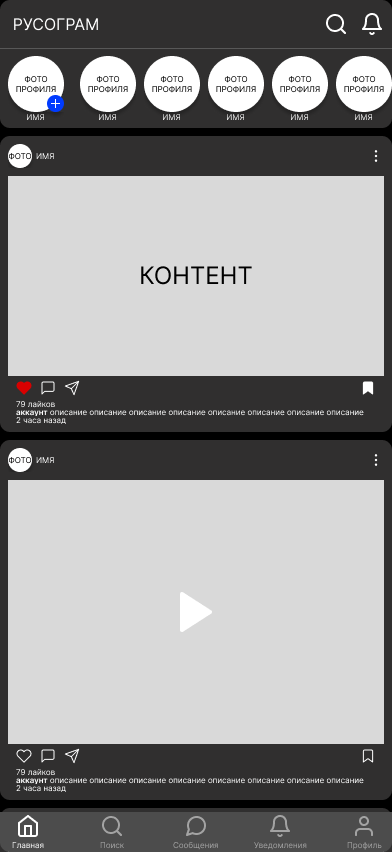 РУСОГРАМ
ФОТО ПРОФИЛЯ
ФОТО ПРОФИЛЯ
ФОТО ПРОФИЛЯ
ФОТО ПРОФИЛЯ
ФОТО ПРОФИЛЯ
ФОТО ПРОФИЛЯ
ИМЯ ИМЯ ИМЯ ИМЯ ИМЯ ИМЯ
ФОТО ИМЯ
КОНТЕНТ
79 лайков
аккаунт описание описание описание описание описание описание описание описание
2 часа назад
ФОТО ИМЯ
79 лайков
аккаунт описание описание описание описание описание описание описание описание
2 часа назад
Главная Поиск Сообщения Уведомления Профиль